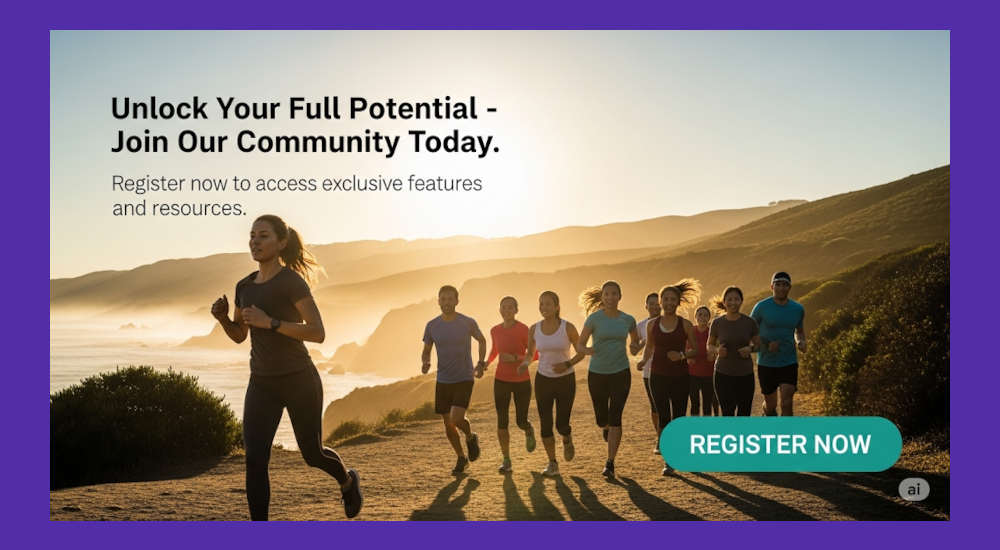 Unlock Your Full Potential -
Join Our Community Today.
Register now to access exclusive features
and resources.
REGISTER NOW
ai